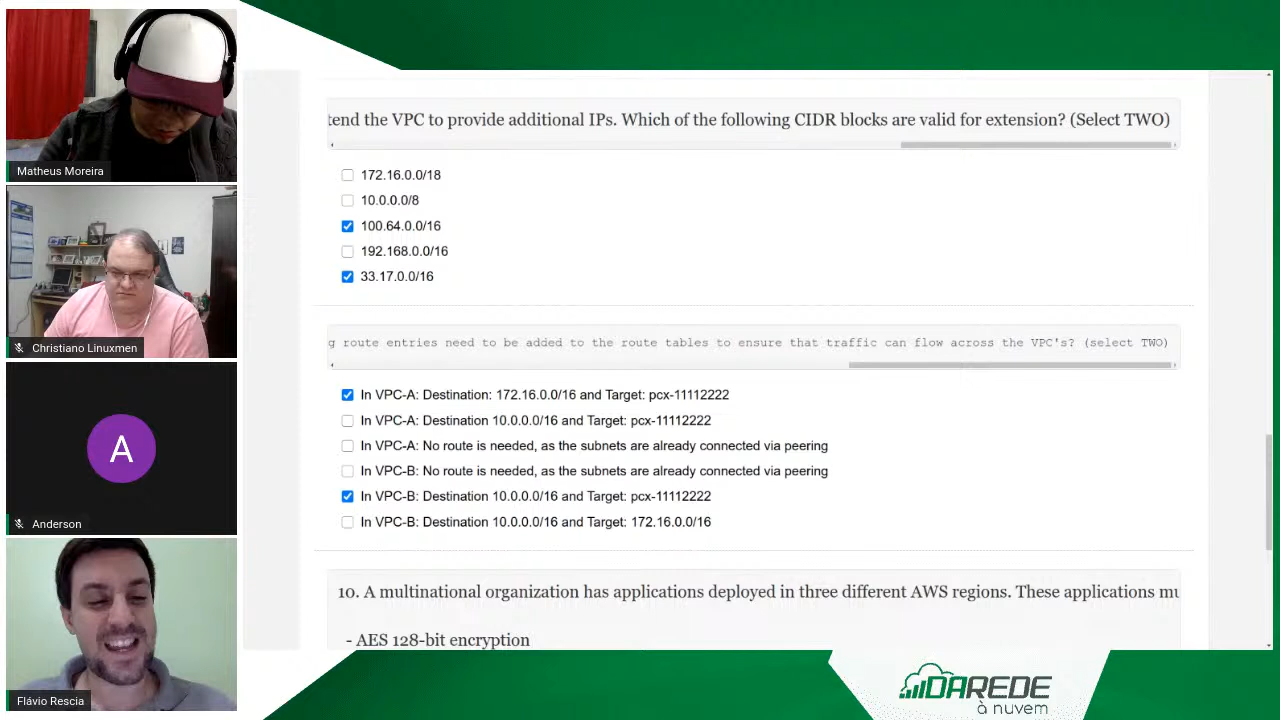 Matheus Moreira
Christiano Linuxmen
A
Anderson
Flávio Rescia
tend the VPC to provide additional IPs. Which of the following CIDR blocks are valid for extension? (Select TWO)
172.16.0.0/18
10.0.0.0/8
100.64.0.0/16
192.168.0.0/16
33.17.0.0/16
g route entries need to be added to the route tables to ensure that traffic can flow across the VPC's? (select TWO)
In VPC-A: Destination: 172.16.0.0/16 and Target: pcx-11112222
In VPC-A: Destination 10.0.0.0/16 and Target: pcx-11112222
In VPC-A: No route is needed, as the subnets are already connected via peering
In VPC-B: No route is needed, as the subnets are already connected via peering
In VPC-B: Destination 10.0.0.0/16 and Target: pcx-11112222
In VPC-B: Destination 10.0.0.0/16 and Target: 172.16.0.0/16
10. A multinational organization has applications deployed in three different AWS regions. These applications mu
- AES 128-bit encryption
DAREDE
à nuvem